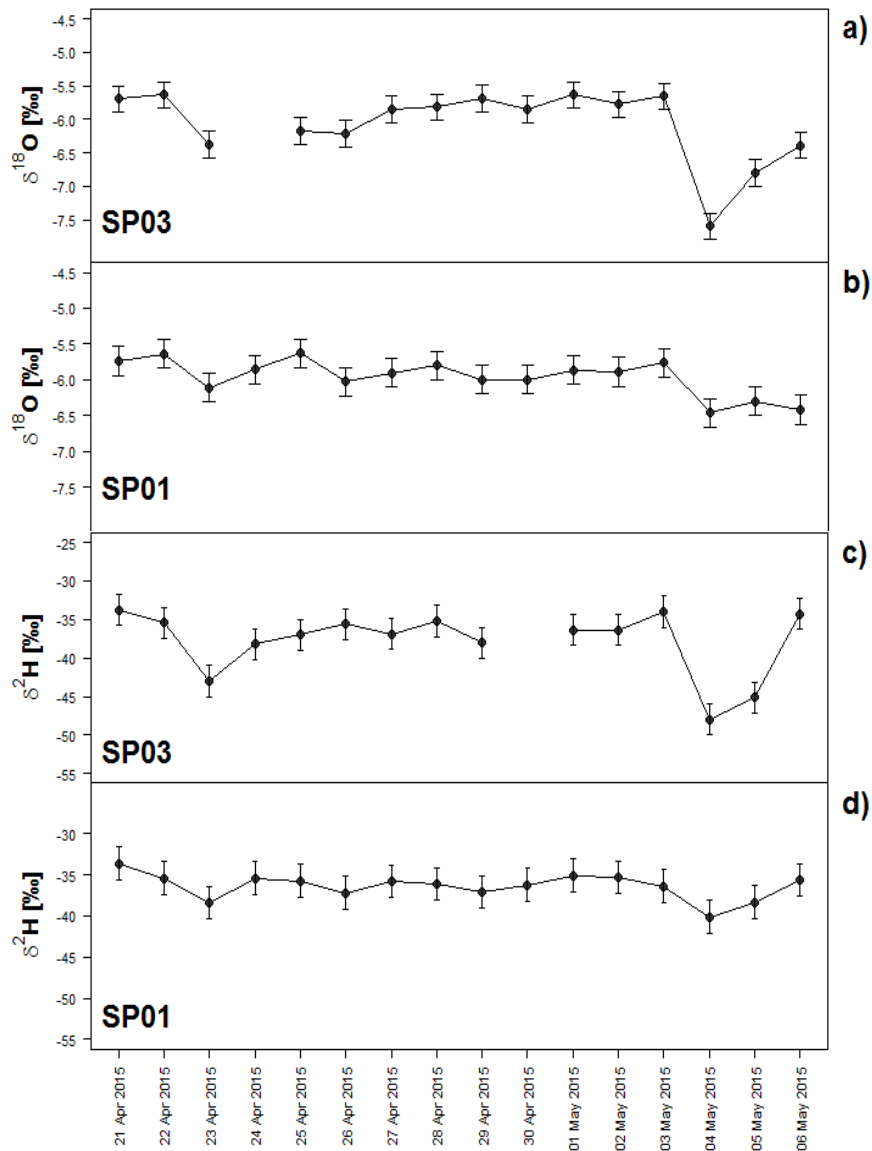 a)
-4.5
-5.0
-5.5
-6.0
-6.5
-7.0
-7.5
δ¹⁸O [‰]
SP03
b)
-4.5
-5.0
-5.5
-6.0
-6.5
-7.0
-7.5
δ¹⁸O [‰]
SP01
c)
-25
-30
-35
-40
-45
-50
-55
δ²H [‰]
SP03
d)
-30
-35
-40
-45
-50
-55
δ²H [‰]
SP01
21 Apr 2015
22 Apr 2015
23 Apr 2015
24 Apr 2015
25 Apr 2015
26 Apr 2015
27 Apr 2015
28 Apr 2015
29 Apr 2015
30 Apr 2015
01 May 2015
02 May 2015
03 May 2015
04 May 2015
05 May 2015
06 May 2015